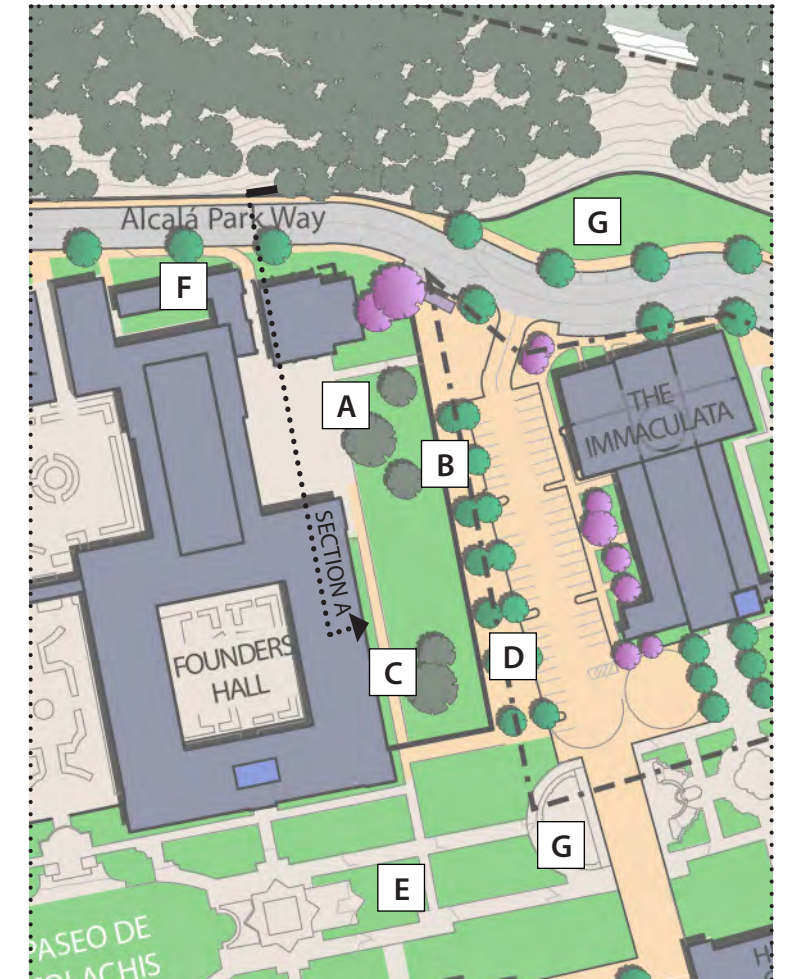 Alcalá Park Way
G
F
THE
IMMACULATA
A
B
SECTION A
FOUNDERS
HALL
C
D
G
E
PASEO DE
COLACHIS
H